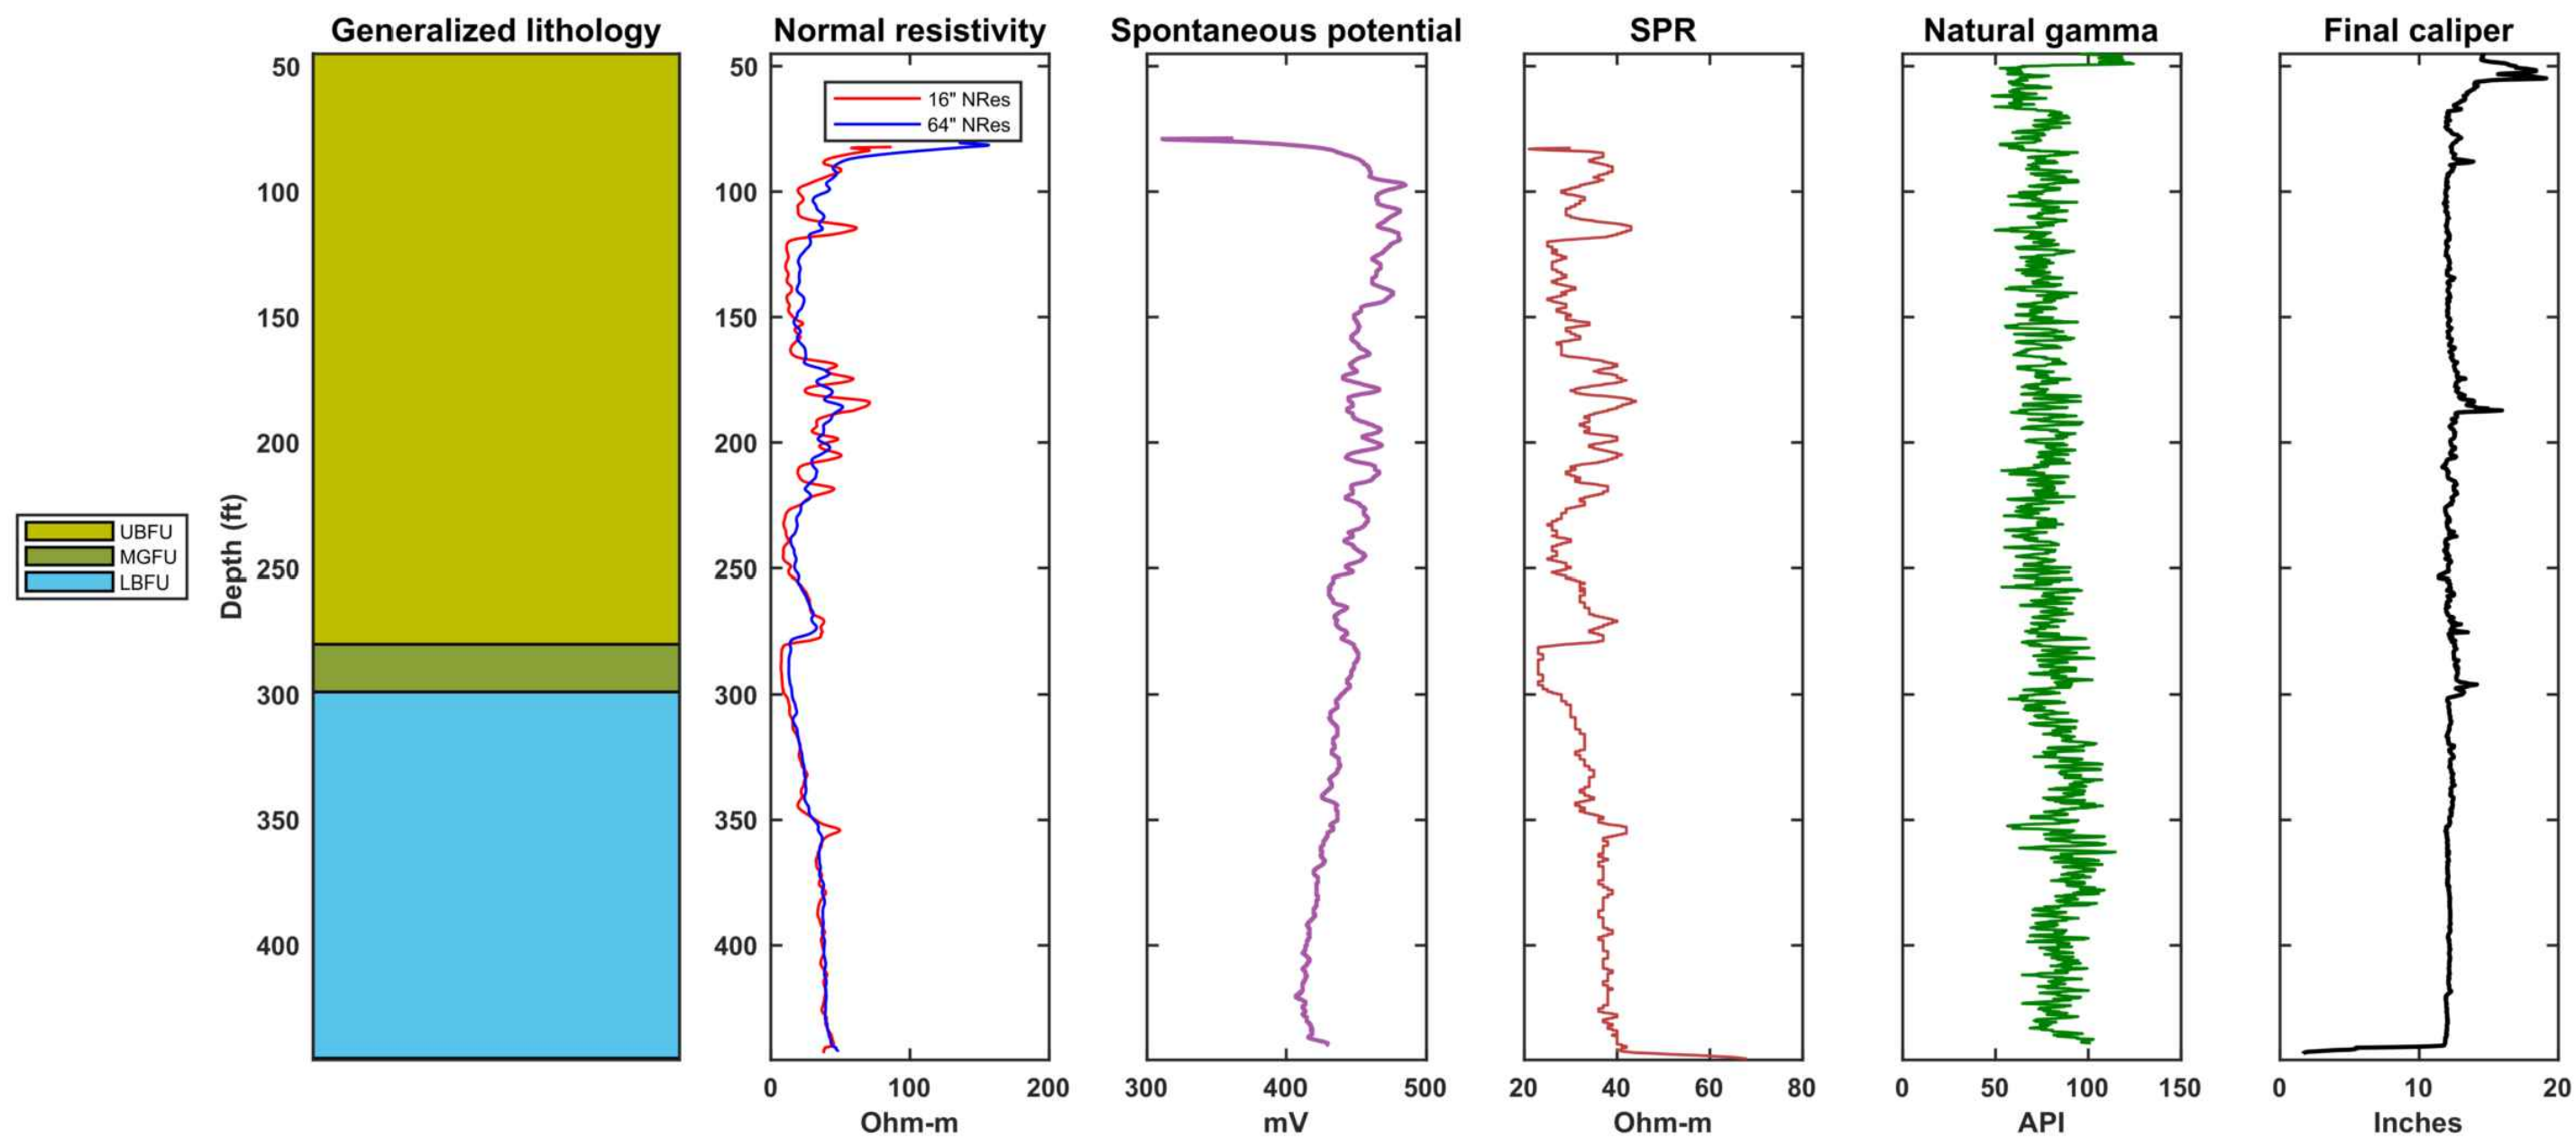 Generalized lithology
Normal resistivity
Spontaneous potential
SPR
Natural gamma
Final caliper
UBFU
MGFU
LBFU
Depth (ft)
50
100
150
200
250
300
350
400
16" NRes
64" NRes
50
100
150
200
250
300
350
400
0 100 200
Ohm-m
300 400 500
mV
20 40 60 80
Ohm-m
0 50 100 150
API
0 10 20
Inches